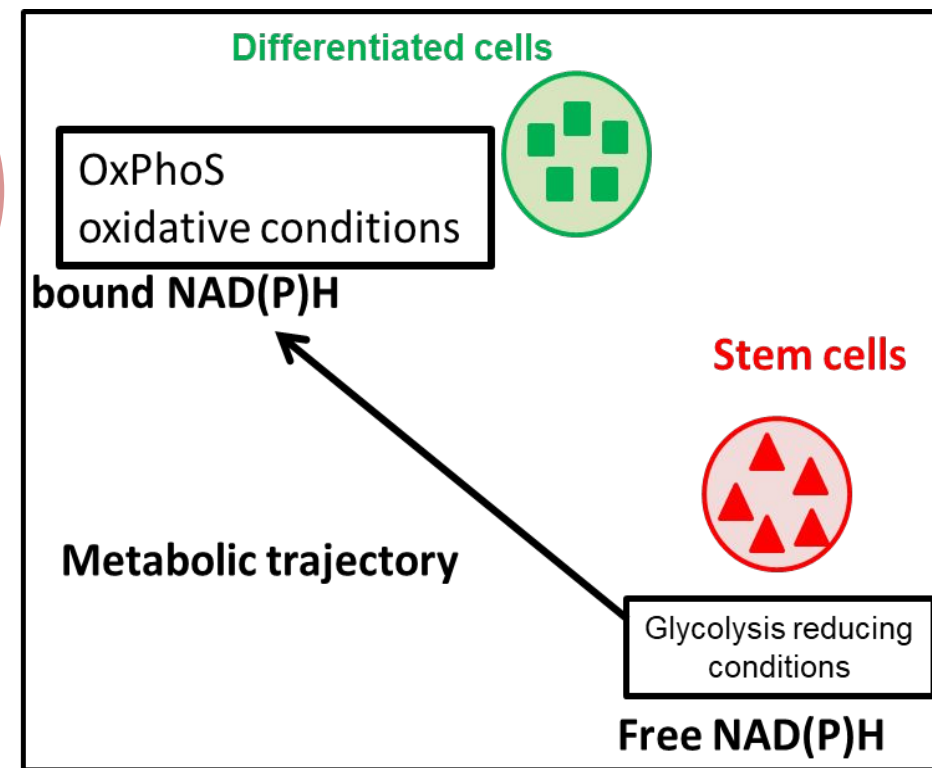 Differentiated cells
OxPhoS
oxidative conditions
bound NAD(P)H
Stem cells
Metabolic trajectory
Glycolysis reducing
conditions
Free NAD(P)H